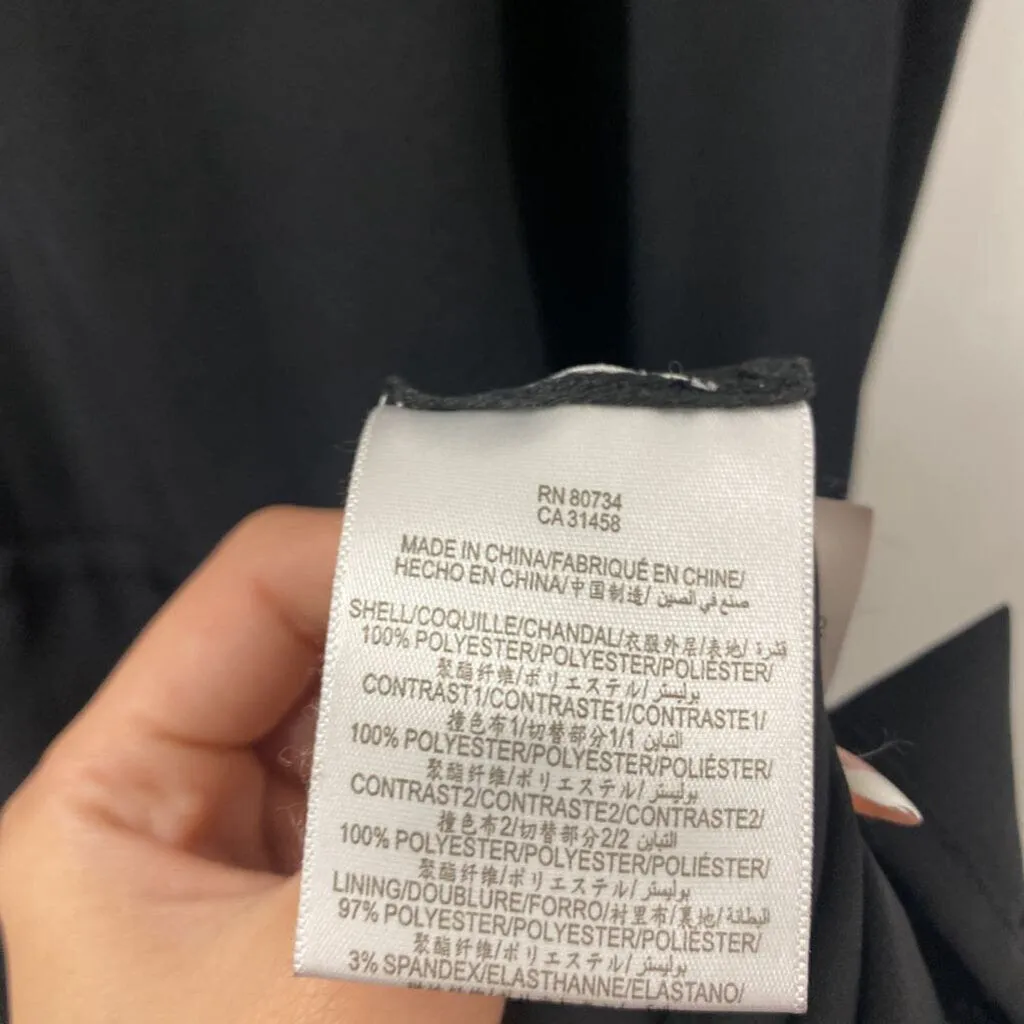 RN 80734
CA 31458
MADE IN CHINA/FABRIQUÉ EN CHINE/
HECHO EN CHINA/中国制造/ صنع في الصين
SHELL/COQUILLE/CHANDAL/衣服外层/表地/ قشرة
100% POLYESTER/POLYESTER/POLIÉSTER/
聚酯纤维/ポリエステル/ بوليستر
CONTRAST1/CONTRASTE1/CONTRASTE1/
撞色布1/切替部分1/1 التباين
100% POLYESTER/POLYESTER/POLIÉSTER/
聚酯纤维/ポリエステル/ بوليستر
CONTRAST2/CONTRASTE2/CONTRASTE2/
撞色布2/切替部分2/2 التباين
100% POLYESTER/POLYESTER/POLIÉSTER/
聚酯纤维/ポリエステル/ بوليستر
LINING/DOUBLURE/FORRO/衬里布/裏地/ البطانة
97% POLYESTER/POLYESTER/POLIÉSTER/
聚酯纤维/ポリエステル/ بوليستر
3% SPANDEX/ELASTHANNE/ELASTANO/